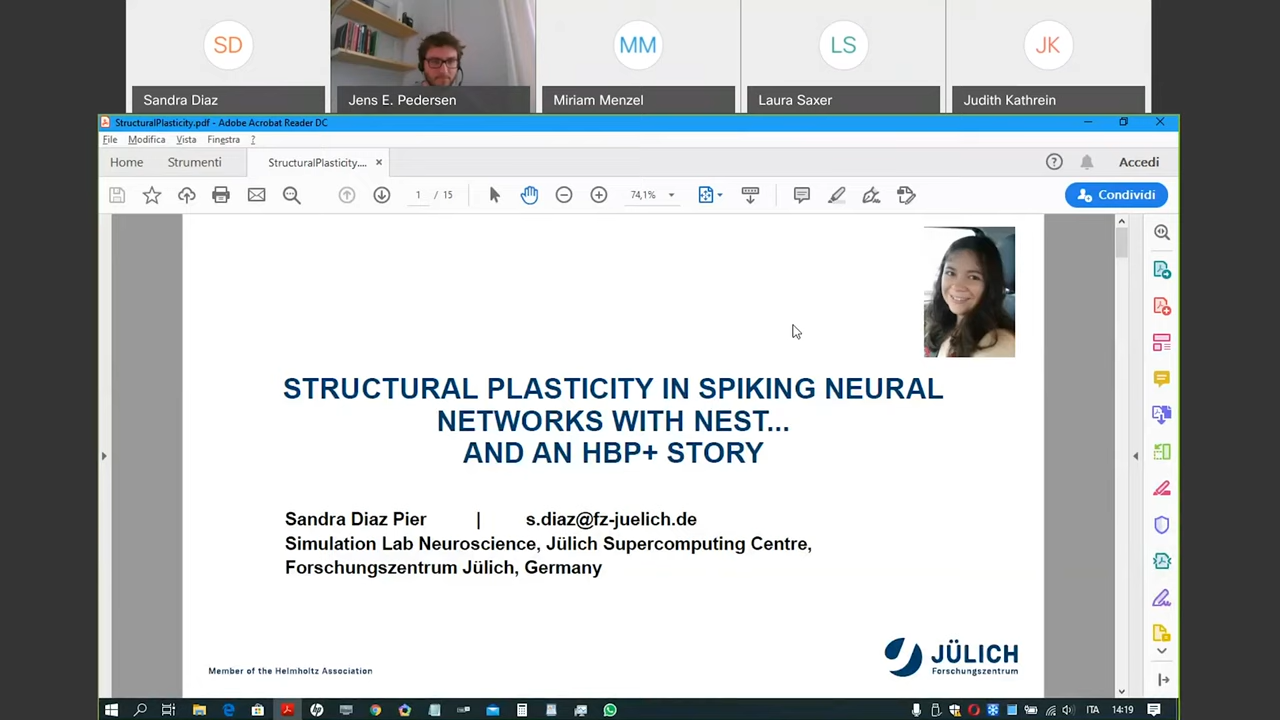 SD
MM
LS
JK
Sandra Diaz
Jens E. Pedersen
Miriam Menzel
Laura Saxer
Judith Kathrein
StructuralPlasticity.pdf - Adobe Acrobat Reader DC
File Modifica Vista Finestra ?
Home Strumenti StructuralPlasticity.... × Accedi
1 / 15 74,1% Condividi
STRUCTURAL PLASTICITY IN SPIKING NEURAL
NETWORKS WITH NEST...
AND AN HBP+ STORY
Sandra Diaz Pier | s.diaz@fz-juelich.de
Simulation Lab Neuroscience, Jülich Supercomputing Centre,
Forschungszentrum Jülich, Germany
Member of the Helmholtz Association
JÜLICH
Forschungszentrum
ITA 14:19